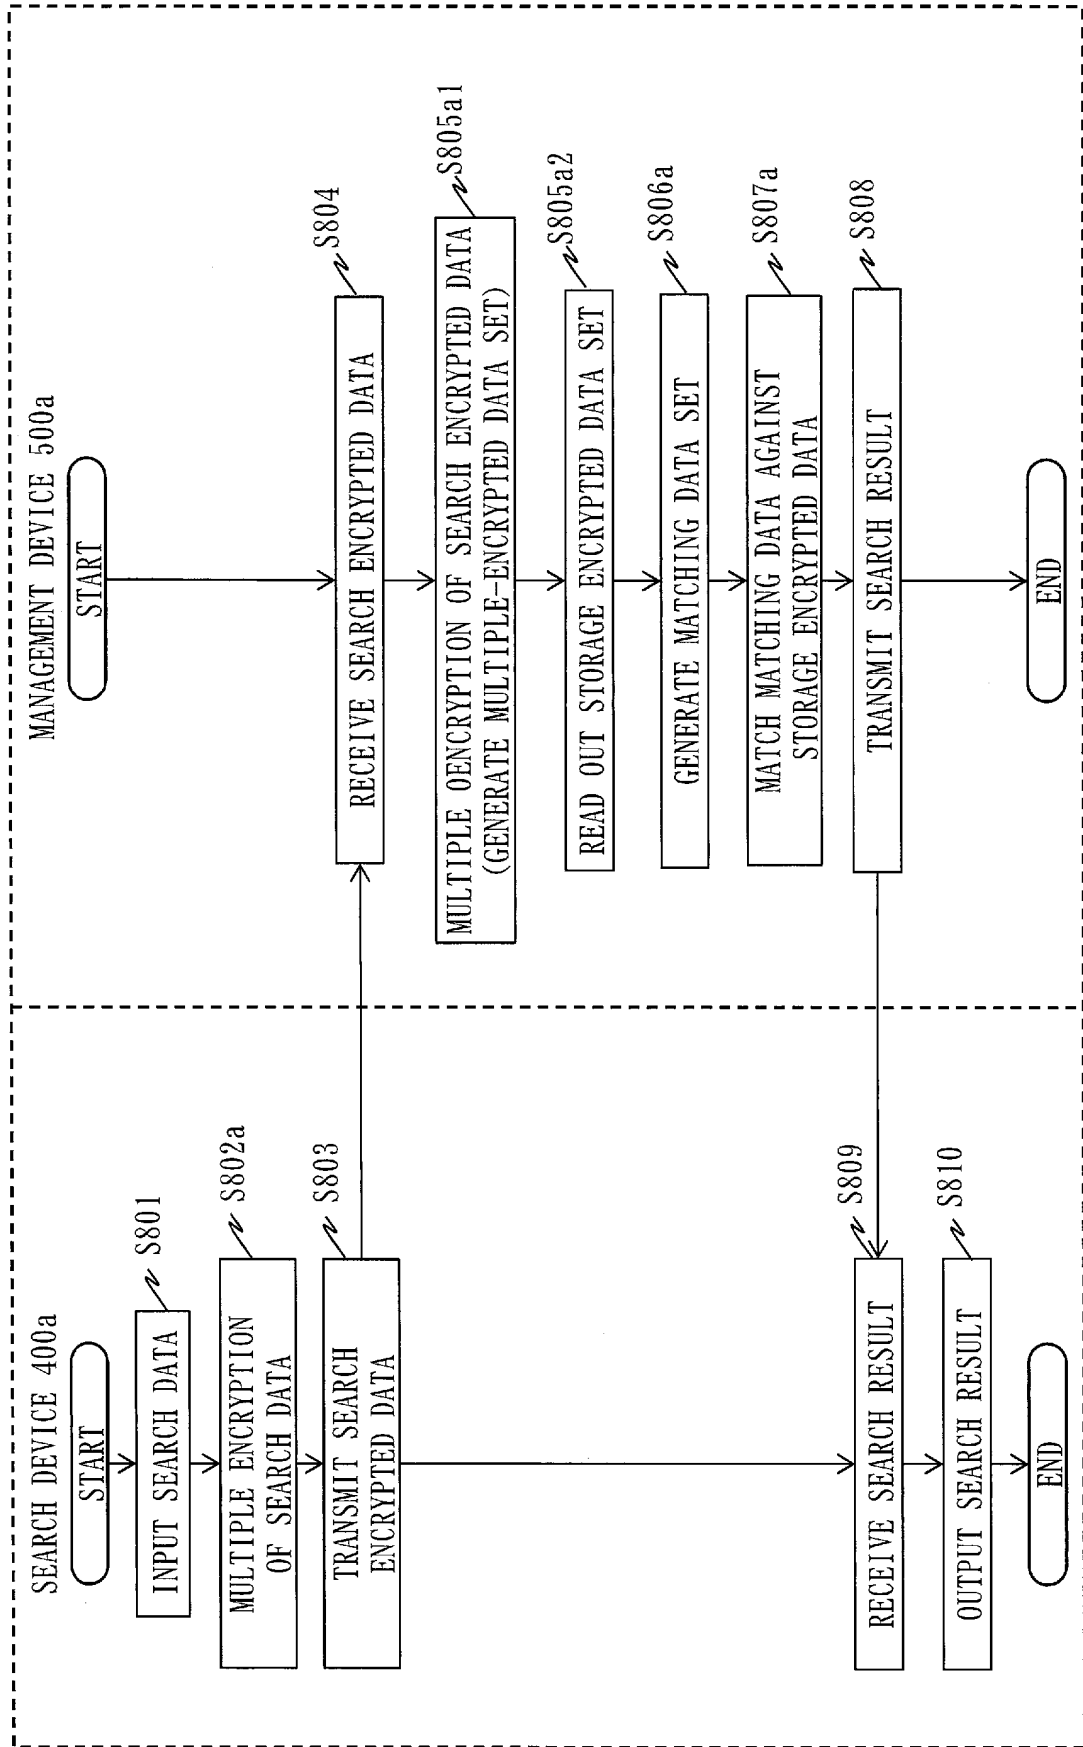 SEARCH DEVICE 400a
START
INPUT SEARCH DATA
S801
MULTIPLE ENCRYPTION
OF SEARCH DATA
S802a
TRANSMIT SEARCH
ENCRYPTED DATA
S803
RECEIVE SEARCH RESULT
S809
OUTPUT SEARCH RESULT
S810
END
MANAGEMENT DEVICE 500a
START
RECEIVE SEARCH ENCRYPTED DATA
S804
MULTIPLE OENCRYPTION OF SEARCH ENCRYPTED DATA
(GENERATE MULTIPLE-ENCRYPTED DATA SET)
S805a1
READ OUT STORAGE ENCRYPTED DATA SET
S805a2
GENERATE MATCHING DATA SET
S806a
MATCH MATCHING DATA AGAINST
STORAGE ENCRYPTED DATA
S807a
TRANSMIT SEARCH RESULT
S808
END